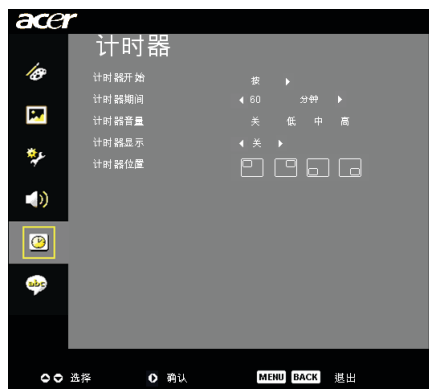 acer
计时器
计时器开始 按
计时器期间 60 分钟
计时器音量 关 低 中 高
计时器显示 关
计时器位置
abc
选择 确认 MENU BACK 退出